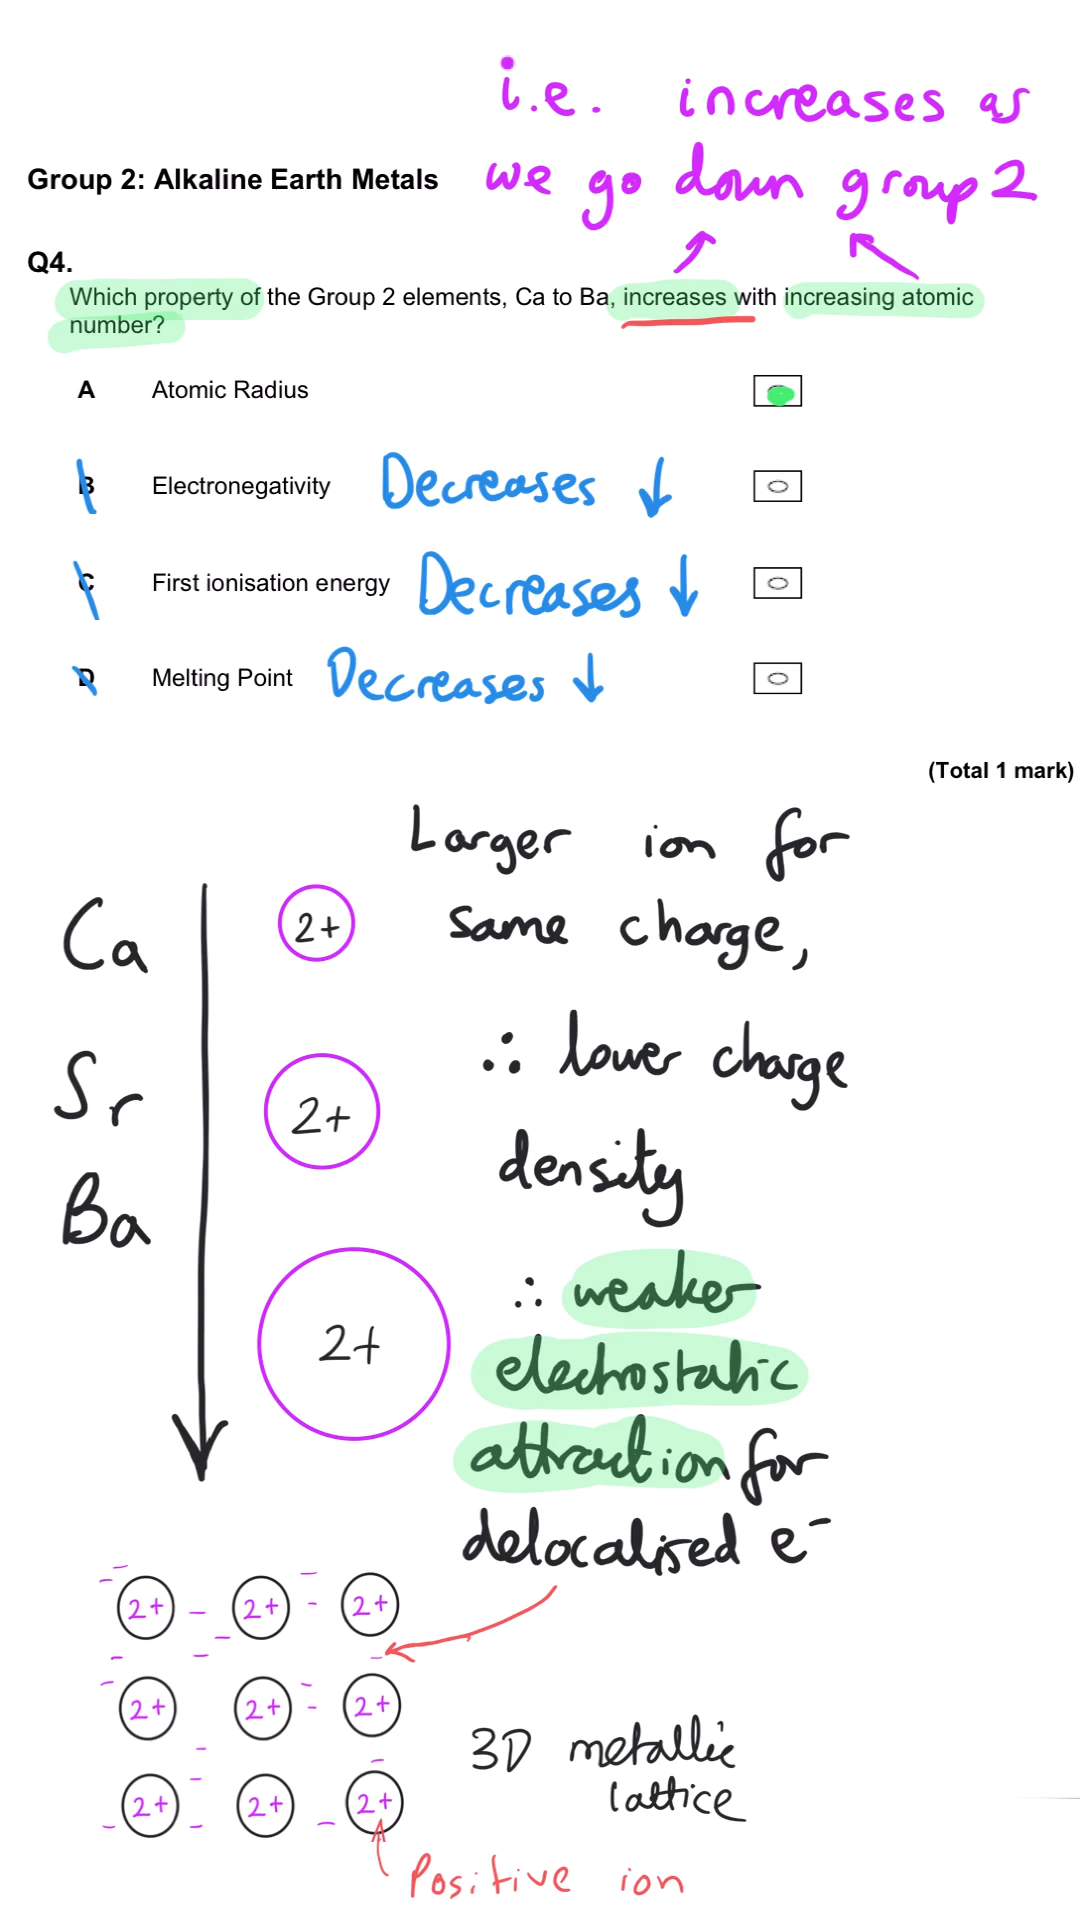 i.e. increases as
we go down group 2
Group 2: Alkaline Earth Metals
Q4.
Which property of the Group 2 elements, Ca to Ba, increases with increasing atomic
number?
A Atomic Radius
B Electronegativity Decreases ↓
C First ionisation energy Decreases ↓
D Melting Point Decreases ↓
(Total 1 mark)
Larger ion for
same charge,
∴ lower charge
density
∴ weaker
electrostatic
attraction for
delocalised e⁻
Ca 2+
Sr 2+
Ba
2+
2+ - 2+ - 2+
2+ 2+ - 2+
2+ 2+ - 2+
3D metallic
lattice
Positive ion